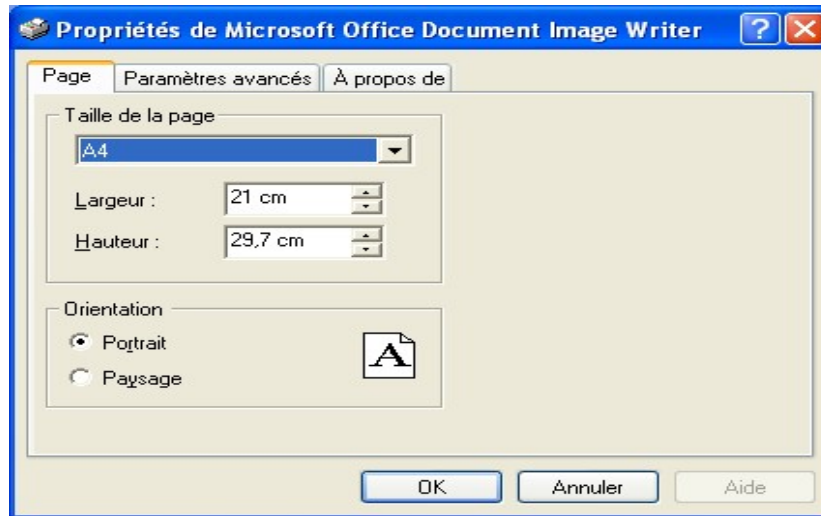 Propriétés de Microsoft Office Document Image Writer
Page Paramètres avancés À propos de
Taille de la page
A4
Largeur : 21 cm
Hauteur : 29,7 cm
Orientation
Portrait
A
Paysage
OK Annuler Aide